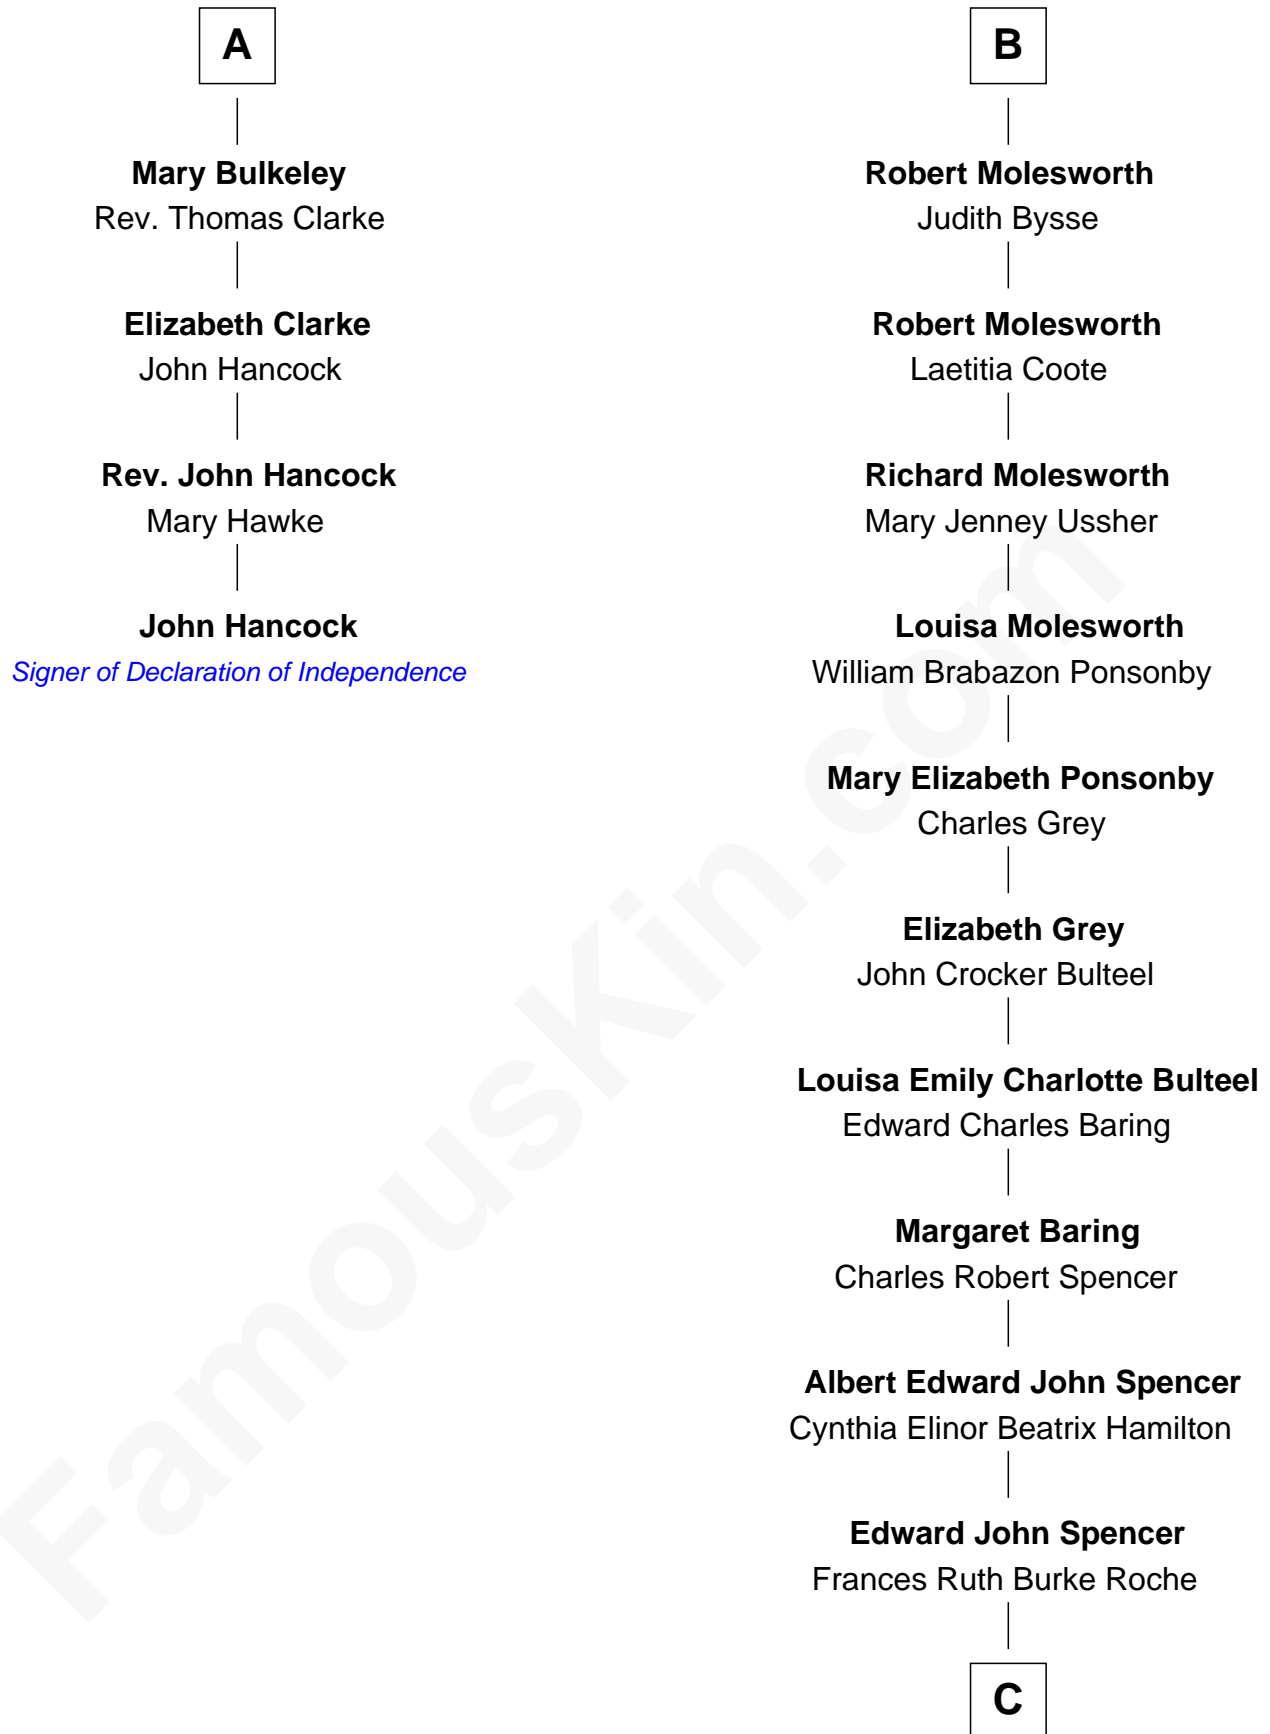 A
Mary Bulkeley
Rev. Thomas Clarke
Elizabeth Clarke
John Hancock
Rev. John Hancock
Mary Hawke
John Hancock
Signer of Declaration of Independence
B
Robert Molesworth
Judith Bysse
Robert Molesworth
Laetitia Coote
Richard Molesworth
Mary Jenney Ussher
Louisa Molesworth
William Brabazon Ponsonby
Mary Elizabeth Ponsonby
Charles Grey
Elizabeth Grey
John Crocker Bulteel
Louisa Emily Charlotte Bulteel
Edward Charles Baring
Margaret Baring
Charles Robert Spencer
Albert Edward John Spencer
Cynthia Elinor Beatrix Hamilton
Edward John Spencer
Frances Ruth Burke Roche
C
FamousKin.com